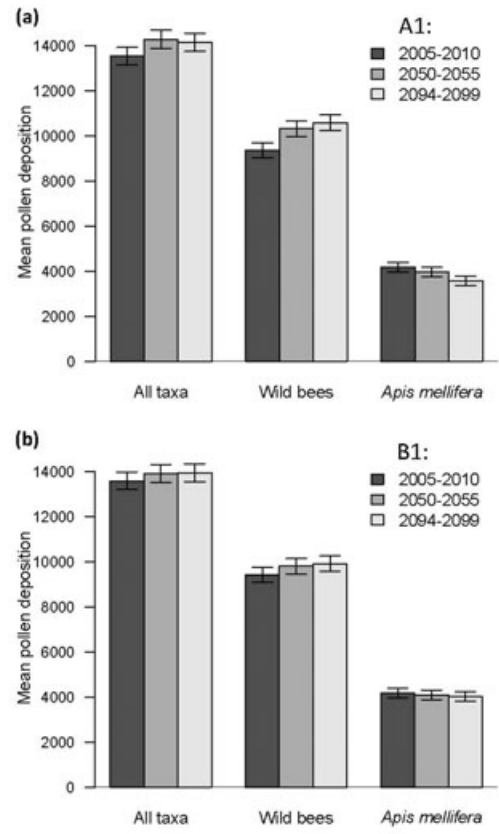 (a)
A1:
2005-2010
2050-2055
2094-2099
Mean pollen deposition
14000
12000
10000
8000
6000
4000
2000
0
All taxa Wild bees Apis mellifera
(b)
B1:
2005-2010
2050-2055
2094-2099
Mean pollen deposition
14000
12000
10000
8000
6000
4000
2000
0
All taxa Wild bees Apis mellifera